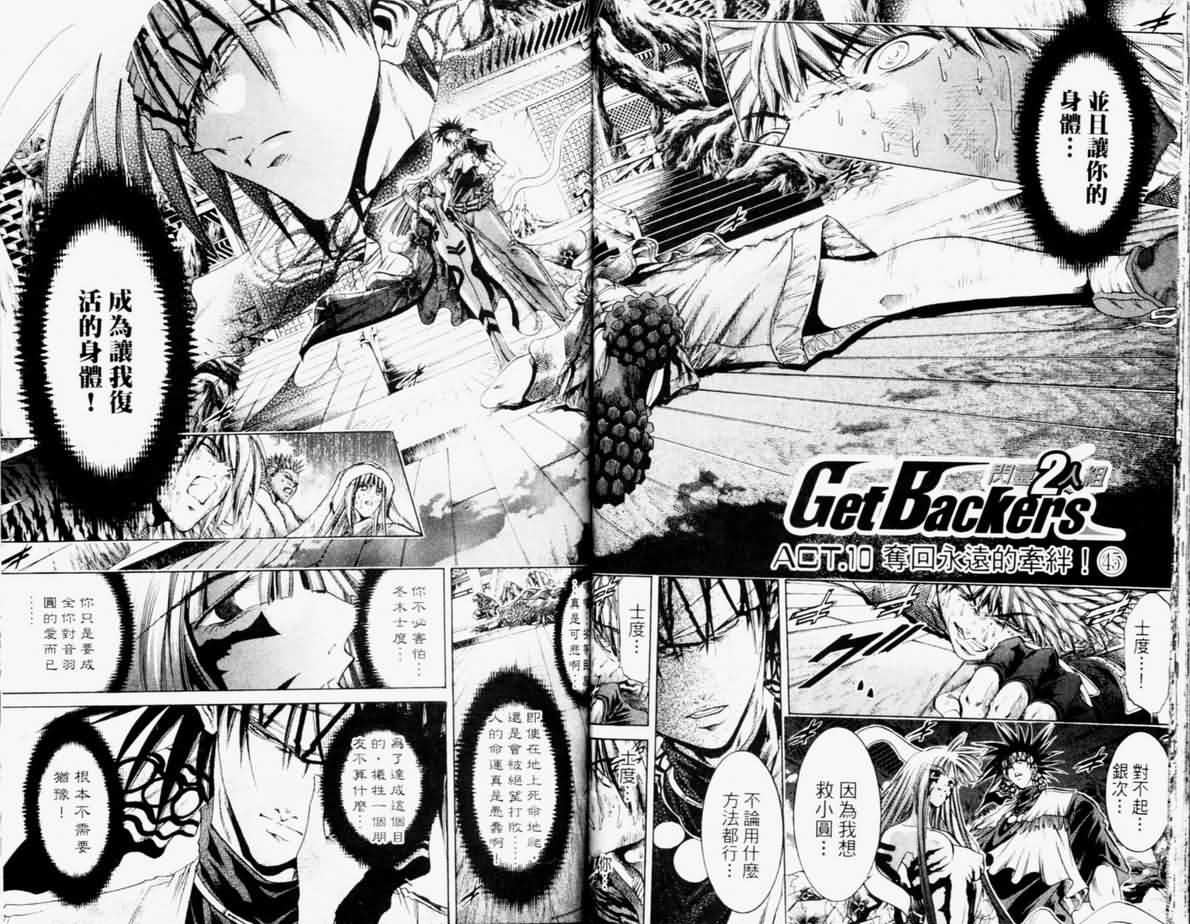 並且讓你的
身體…
成為讓我復
活的身體！
GetBackers
2人組
ACT.10 奪回永遠的牽絆！㊺
士度…！
對不起…
銀次…
因為我想
救小圓…
士度…
不論用什麼
方法都行…
士度…
你…
…真是可悲啊…
即便在地上死命地爬
還是會被絕望打敗……
人的命運真是愚蠢啊！
你不必害怕…
冬木士度…
你只是要成
全你對音羽
圓的愛而已
……
為了達成這個目
的，犧牲一個朋
友不算什麼…
根本不需要
猶豫！